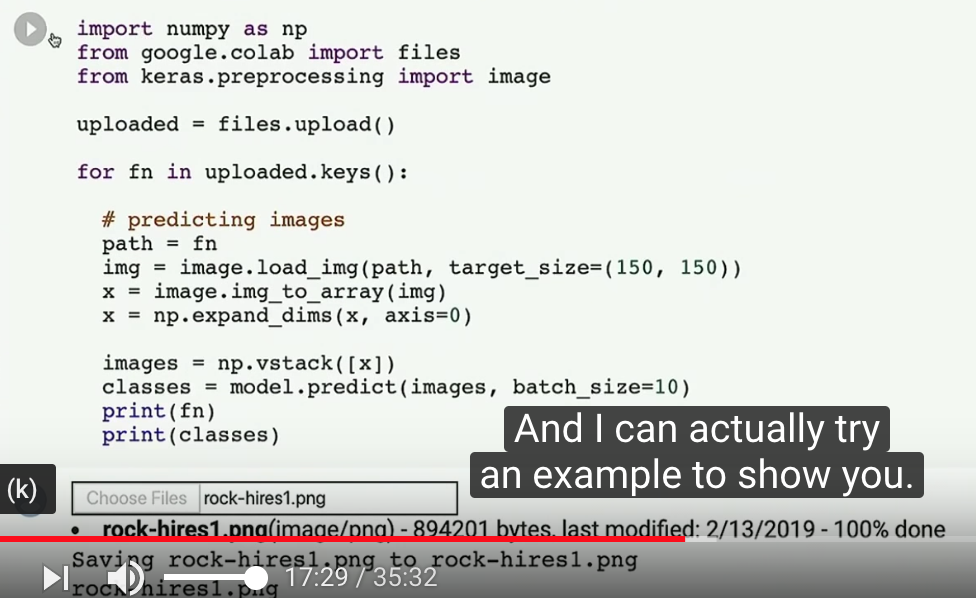 import numpy as np
from google.colab import files
from keras.preprocessing import image
uploaded = files.upload()
for fn in uploaded.keys():
# predicting images
path = fn
img = image.load_img(path, target_size=(150, 150))
x = image.img_to_array(img)
x = np.expand_dims(x, axis=0)
images = np.vstack([x])
classes = model.predict(images, batch_size=10)
print(fn)
print(classes)
And I can actually try
an example to show you.
(k)
Choose Files rock-hires1.png
• rock-hires1.png(image/png) - 894201 bytes, last modified: 2/13/2019 - 100% done
Saving rock-hires1.png to rock-hires1.png
17:29 / 35:32
rock-hires1.png